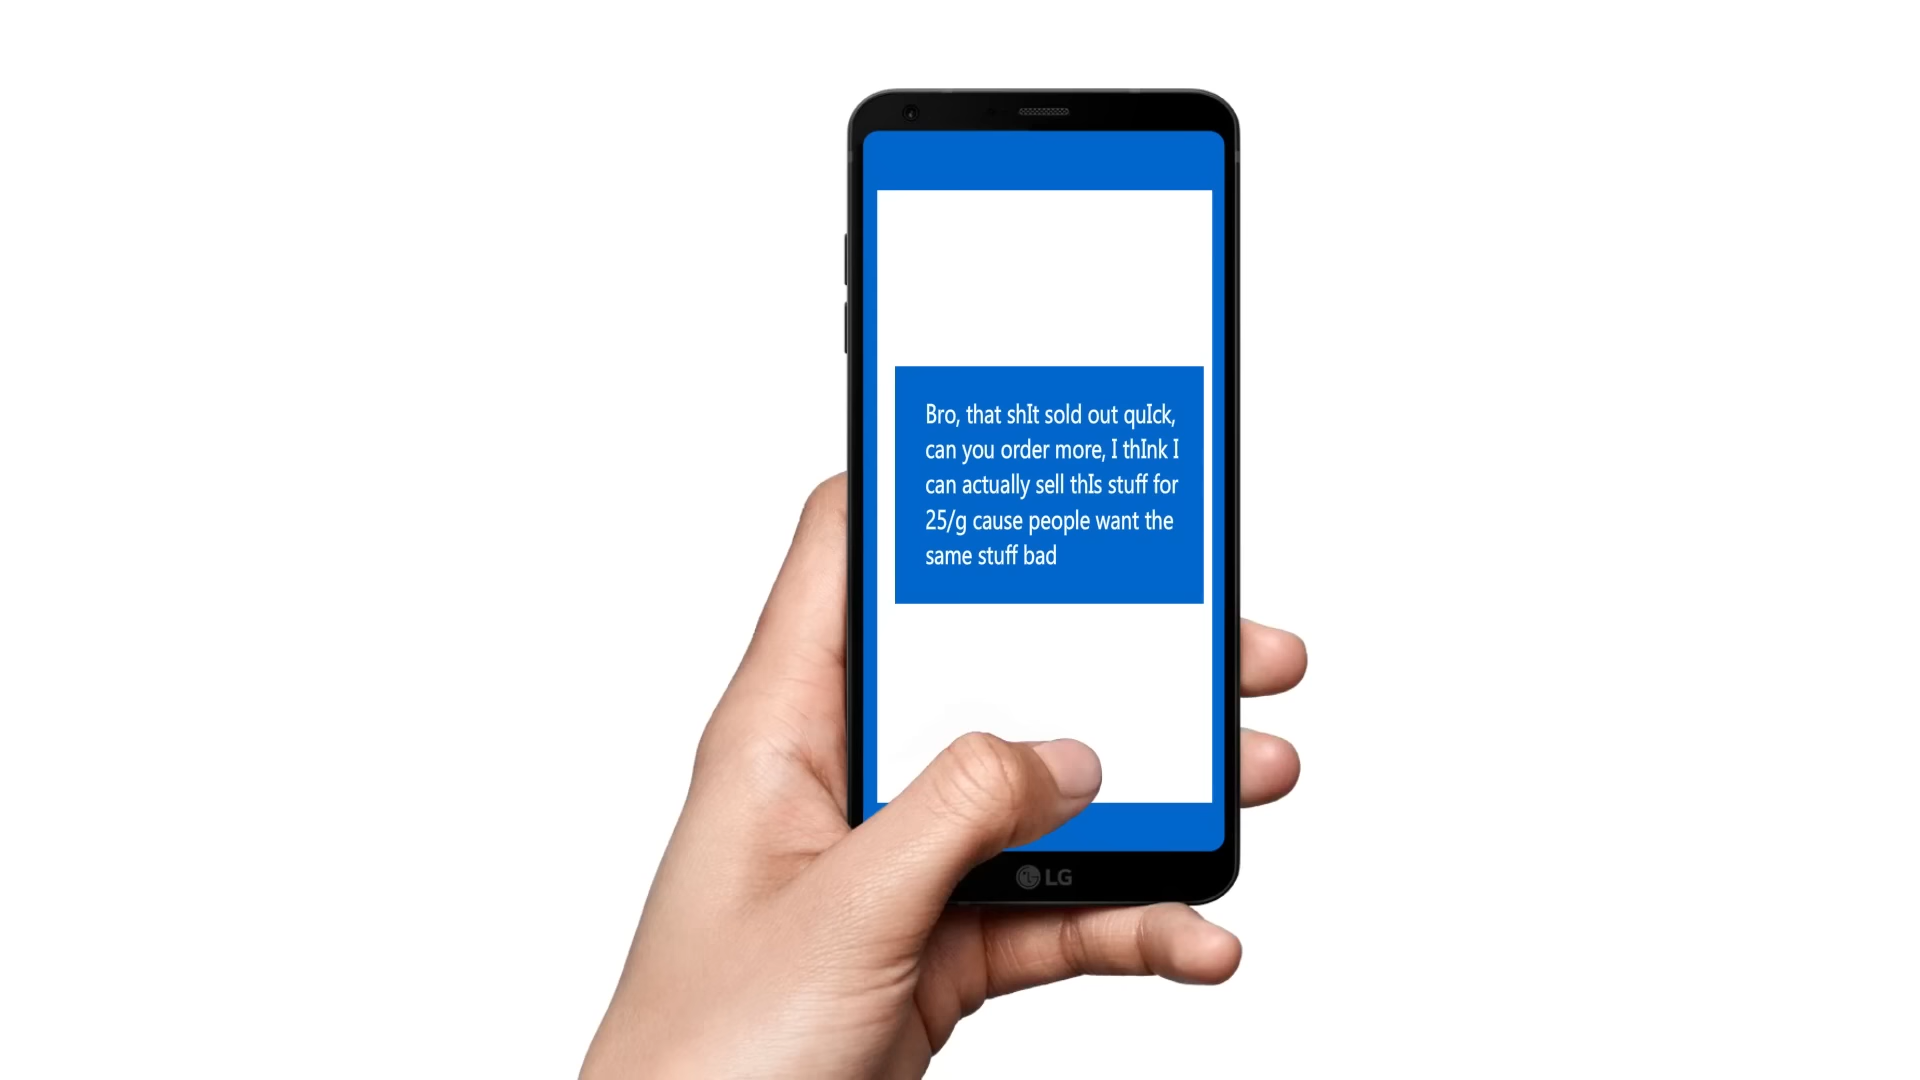 Bro, that shIt sold out quIck,
can you order more, I thInk I
can actually sell thIs stuff for
25/g cause people want the
same stuff bad
LG